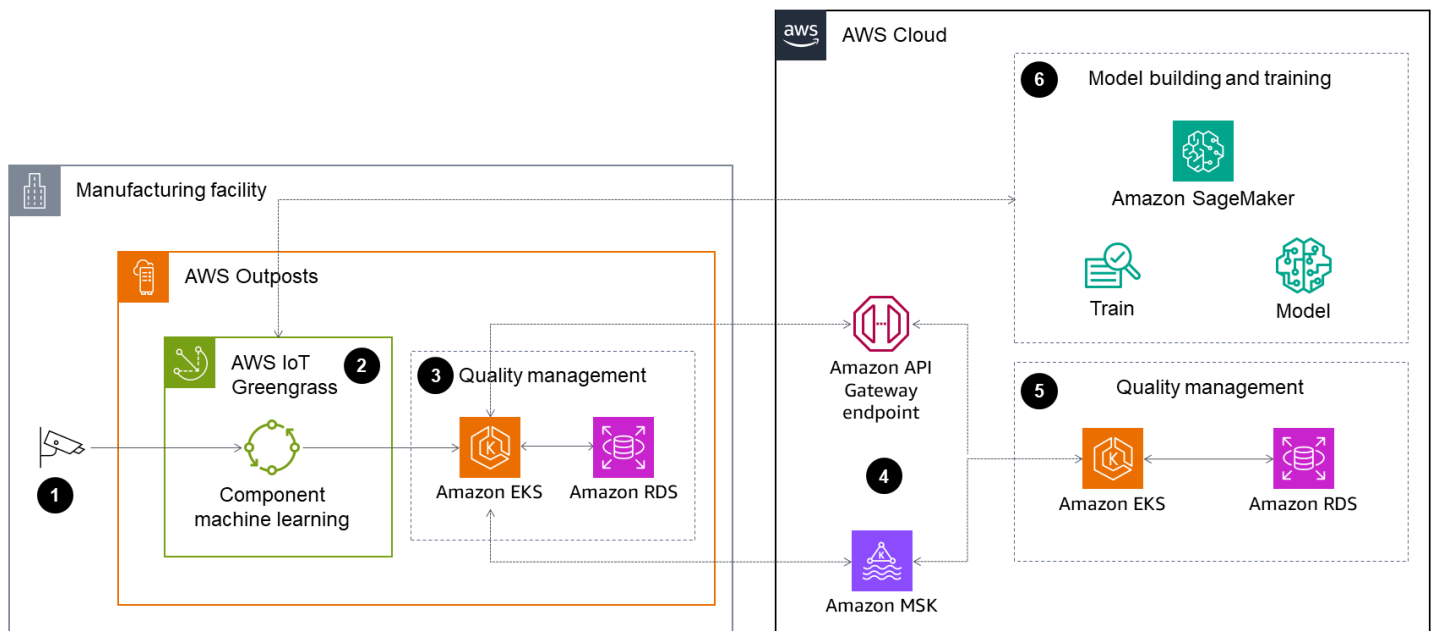 aws
AWS Cloud
6
Model building and training
Amazon SageMaker
Train
Model
Manufacturing facility
AWS Outposts
AWS IoT
Greengrass
2
Component
machine learning
1
3
Quality management
K
Amazon EKS
Amazon RDS
Amazon API
Gateway
endpoint
4
K
Amazon MSK
5
Quality management
K
Amazon EKS
Amazon RDS